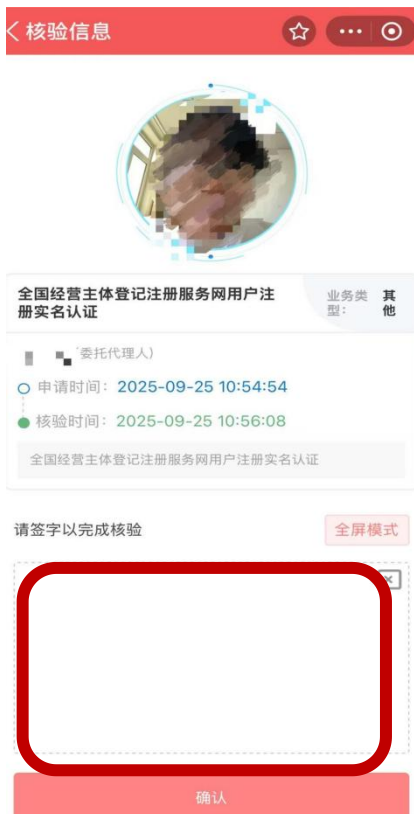 核验信息
全国经营主体登记注册服务网用户注 业务类 其
册实名认证 型： 他
委托代理人）
申请时间：2025-09-25 10:54:54
核验时间：2025-09-25 10:56:08
全国经营主体登记注册服务网用户注册实名认证
请签字以完成核验 全屏模式
确认